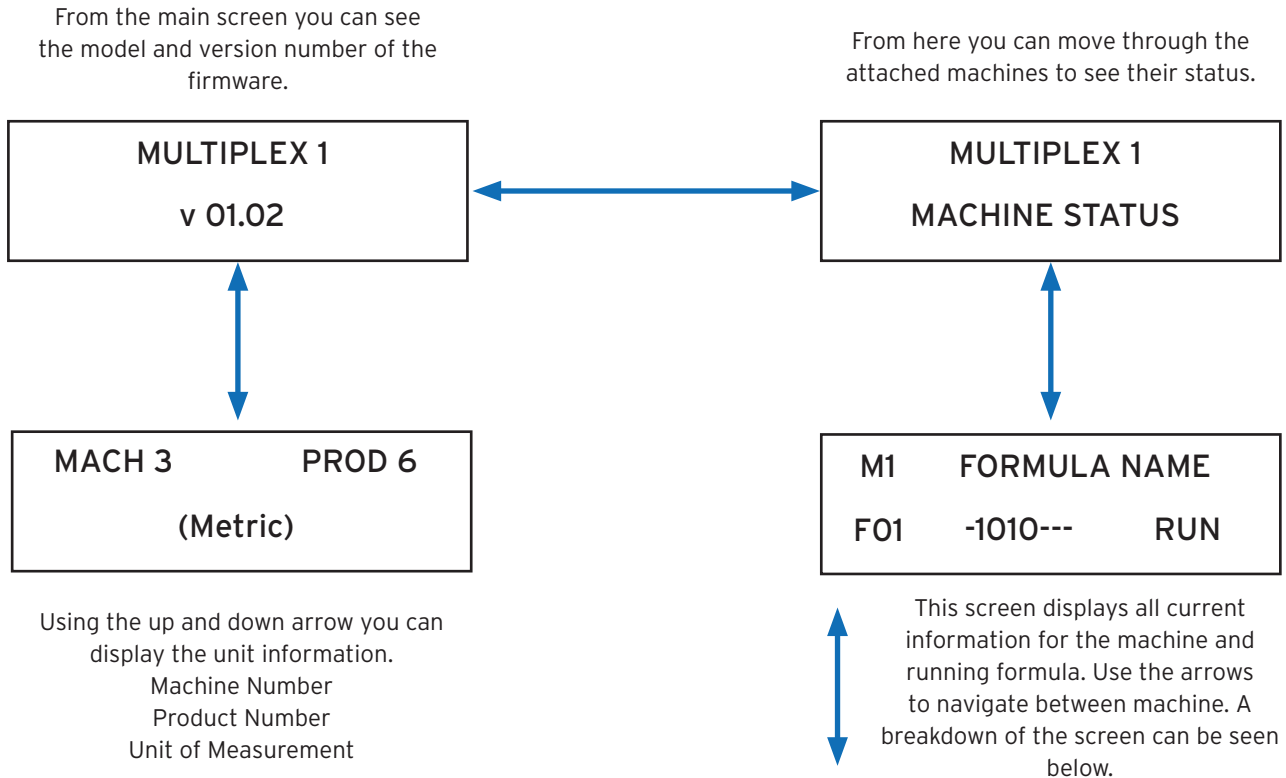 From the main screen you can see
the model and version number of the
firmware.
From here you can move through the
attached machines to see their status.
MULTIPLEX 1
v 01.02
MULTIPLEX 1
MACHINE STATUS
MACH 3 PROD 6
(Metric)
M1 FORMULA NAME
F01 -1010--- RUN
Using the up and down arrow you can
display the unit information.
Machine Number
Product Number
Unit of Measurement
This screen displays all current
information for the machine and
running formula. Use the arrows
to navigate between machine. A
breakdown of the screen can be seen
below.